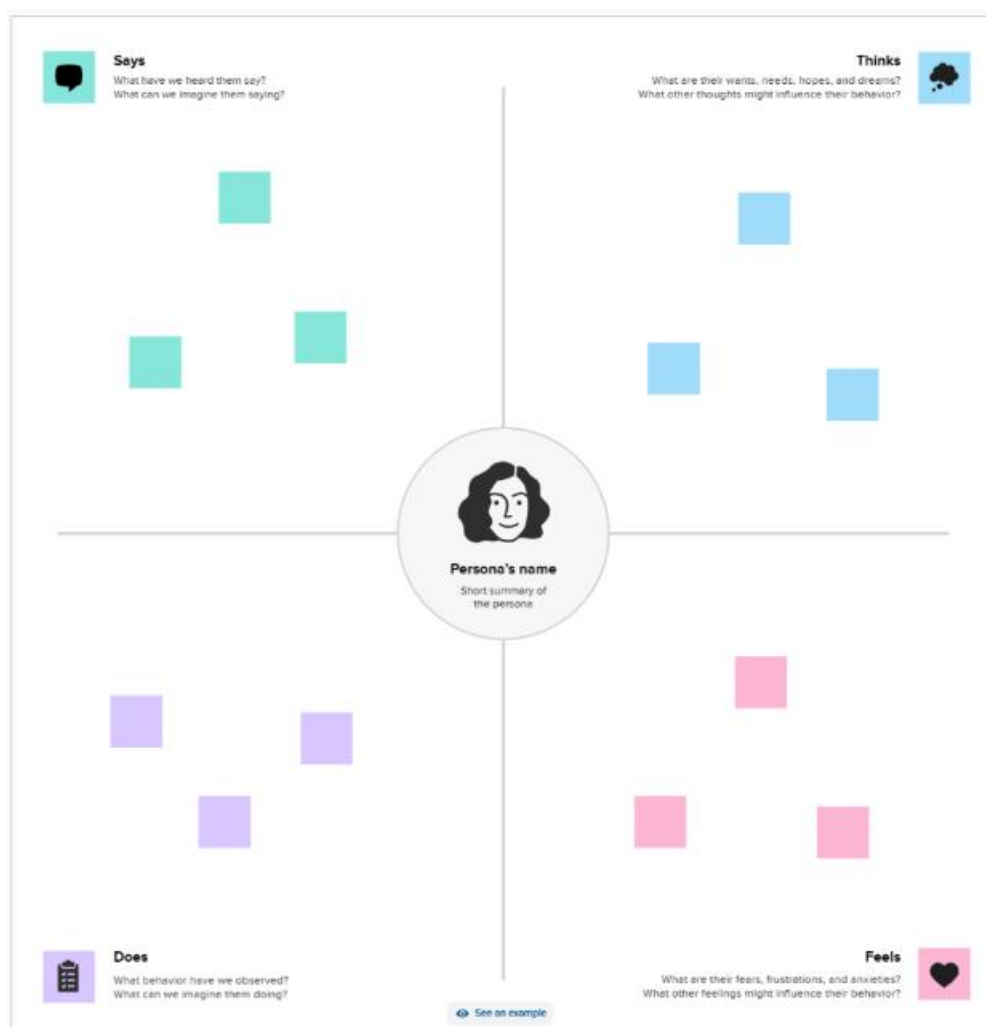 Says
What have we heard them say?
What can we imagine them saying?
Thinks
What are their wants, needs, hopes, and dreams?
What other thoughts might influence their behavior?
Persona's name
Short summary of
the persona
Does
What behavior have we observed?
What can we imagine them doing?
Feels
What are their fears, frustrations, and anxieties?
What other feelings might influence their behavior?
See an example